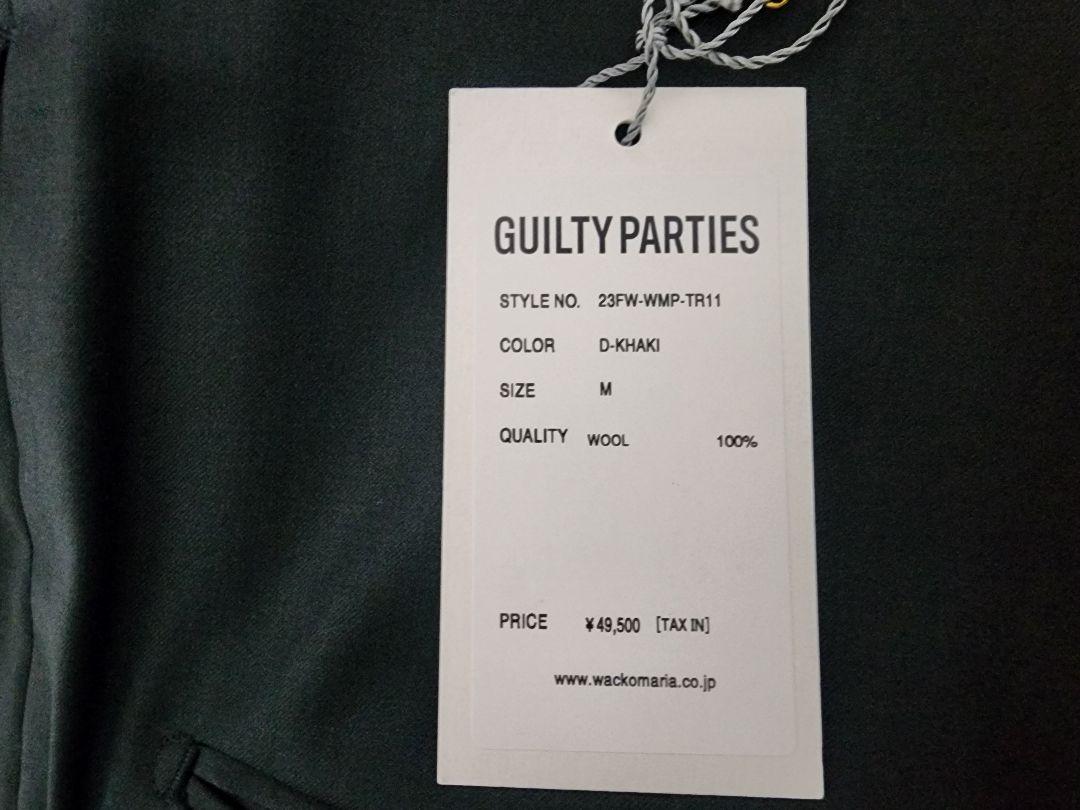 GUILTY PARTIES
STYLE NO. 23FW-WMP-TR11
COLOR D-KHAKI
SIZE M
QUALITY WOOL 100%
PRICE ¥49,500 [TAX IN]
www.wackomaria.co.jp